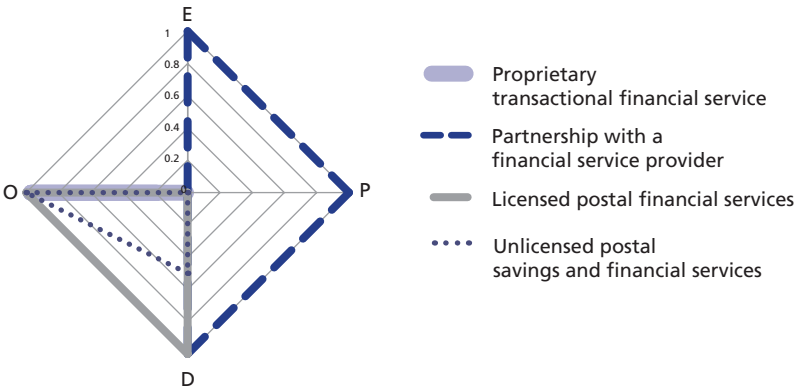 E
1
0.8
0.6
0.4
0.2
0
O
P
D
Proprietary
transactional financial service
Partnership with a
financial service provider
Licensed postal financial services
Unlicensed postal
savings and financial services